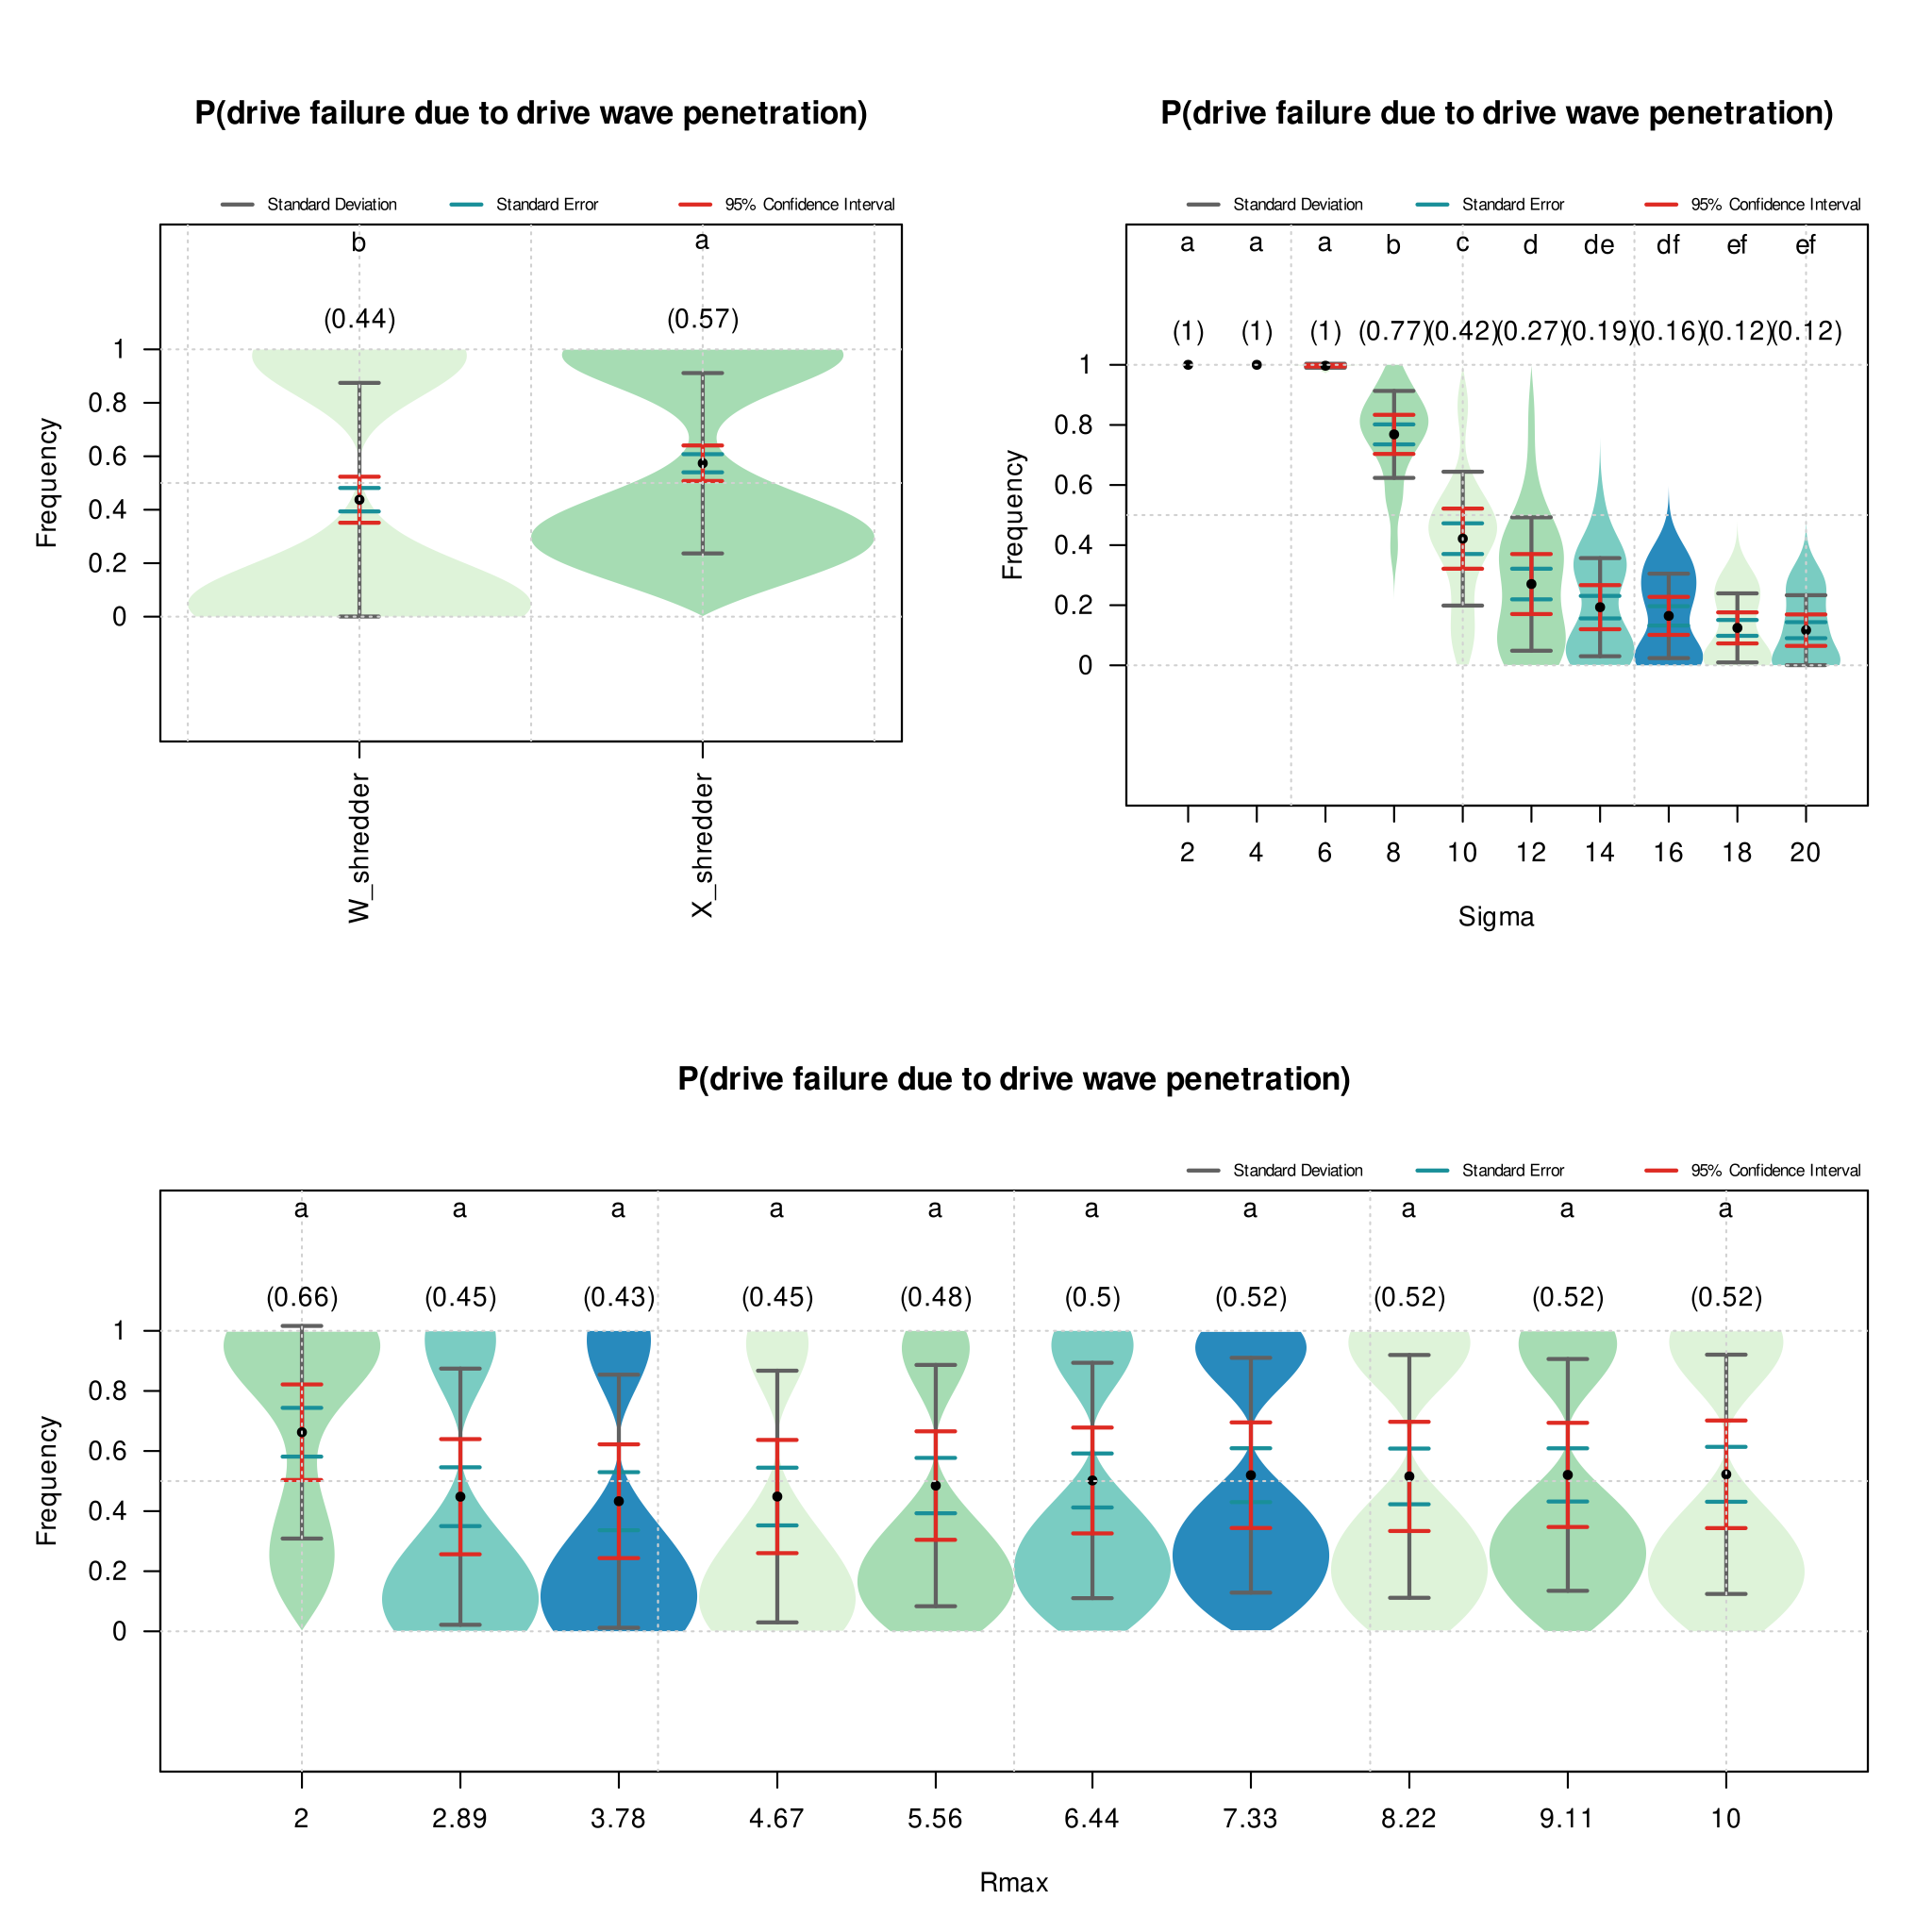 P(drive failure due to drive wave penetration)
Standard Deviation Standard Error 95% Confidence Interval
b a
(0.44) (0.57)
1
0.8
0.6
0.4
0.2
0
Frequency
W_shredder X_shredder
P(drive failure due to drive wave penetration)
Standard Deviation Standard Error 95% Confidence Interval
a a a b c d de df ef ef
(1) (1) (1) (0.77) (0.42) (0.27) (0.19) (0.16) (0.12) (0.12)
1
0.8
0.6
0.4
0.2
0
Frequency
2 4 6 8 10 12 14 16 18 20
Sigma
P(drive failure due to drive wave penetration)
Standard Deviation Standard Error 95% Confidence Interval
a a a a a a a a a a
(0.66) (0.45) (0.43) (0.45) (0.48) (0.5) (0.52) (0.52) (0.52) (0.52)
1
0.8
0.6
0.4
0.2
0
Frequency
2 2.89 3.78 4.67 5.56 6.44 7.33 8.22 9.11 10
Rmax